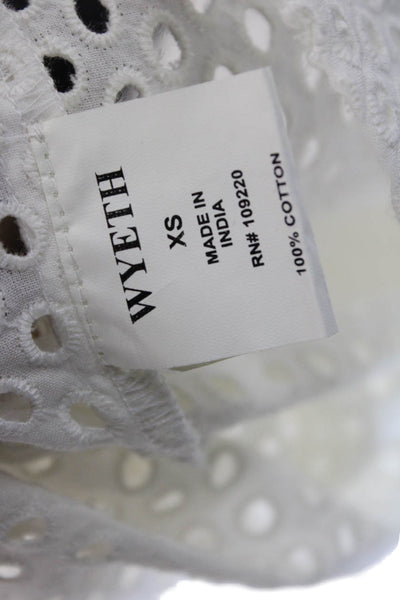 WYETH
XS
MADE IN
INDIA
RN# 109220
100% COTTON